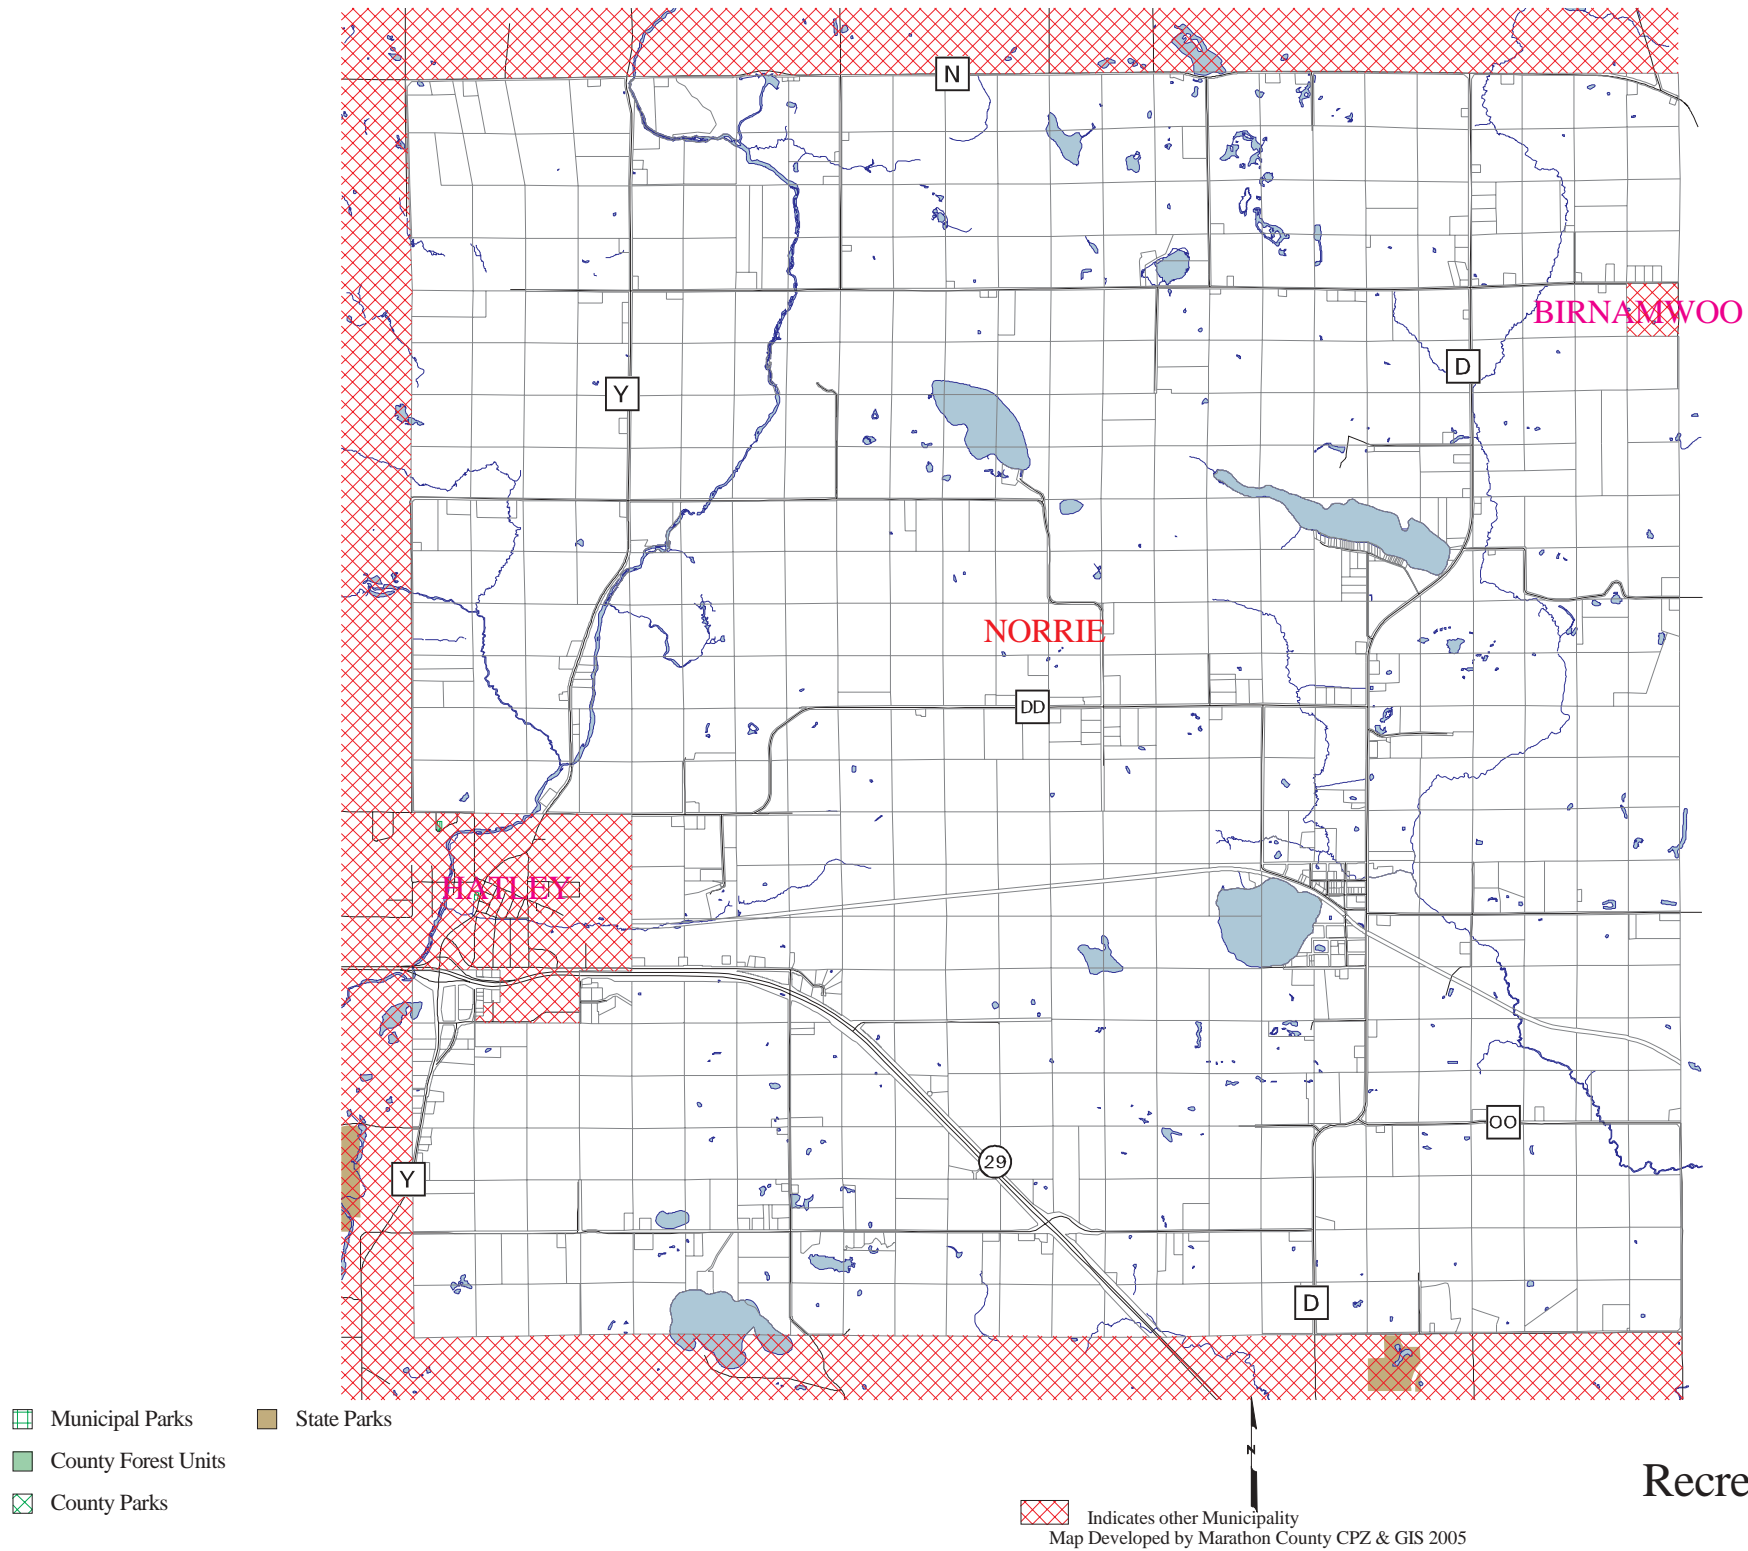 N
BIRNAMWOO
D
Y
NORRIE
DD
HATLEY
OO
29
Y
D
Municipal Parks
State Parks
County Forest Units
County Parks
N
Recre
Indicates other Municipality
Map Developed by Marathon County CPZ & GIS 2005